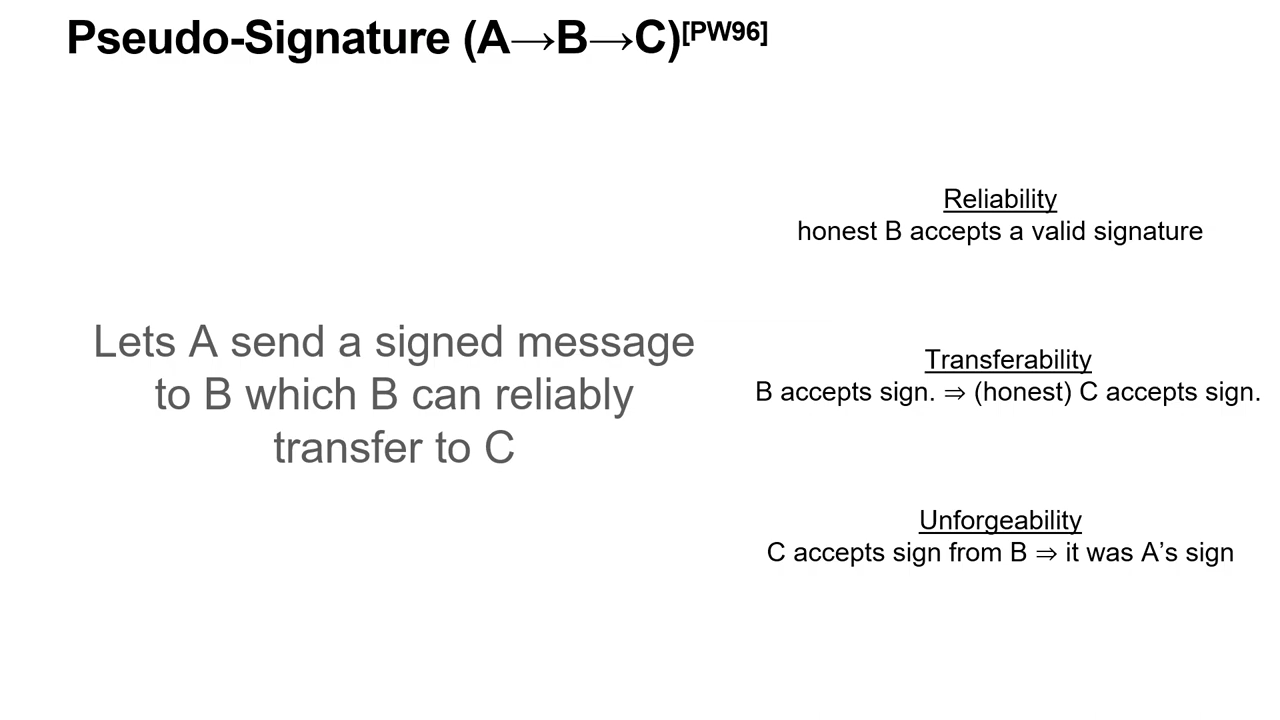 Pseudo-Signature (A→B→C)[PW96]
Lets A send a signed message
to B which B can reliably
transfer to C
Reliability
honest B accepts a valid signature
Transferability
B accepts sign. ⇒ (honest) C accepts sign.
Unforgeability
C accepts sign from B ⇒ it was A’s sign